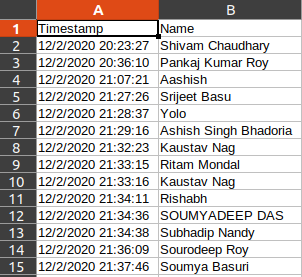 A B
1 Timestamp Name
2 12/2/2020 20:23:27 Shivam Chaudhary
3 12/2/2020 20:36:10 Pankaj Kumar Roy
4 12/2/2020 21:07:21 Aashish
5 12/2/2020 21:27:26 Srijeet Basu
6 12/2/2020 21:28:37 Yolo
7 12/2/2020 21:29:16 Ashish Singh Bhadoria
8 12/2/2020 21:32:23 Kaustav Nag
9 12/2/2020 21:33:15 Ritam Mondal
10 12/2/2020 21:33:16 Kaustav Nag
11 12/2/2020 21:34:11 Rishabh
12 12/2/2020 21:34:36 SOUMYADEEP DAS
13 12/2/2020 21:34:38 Subhadip Nandy
14 12/2/2020 21:36:09 Sourodeep Roy
15 12/2/2020 21:37:46 Soumya Basuri